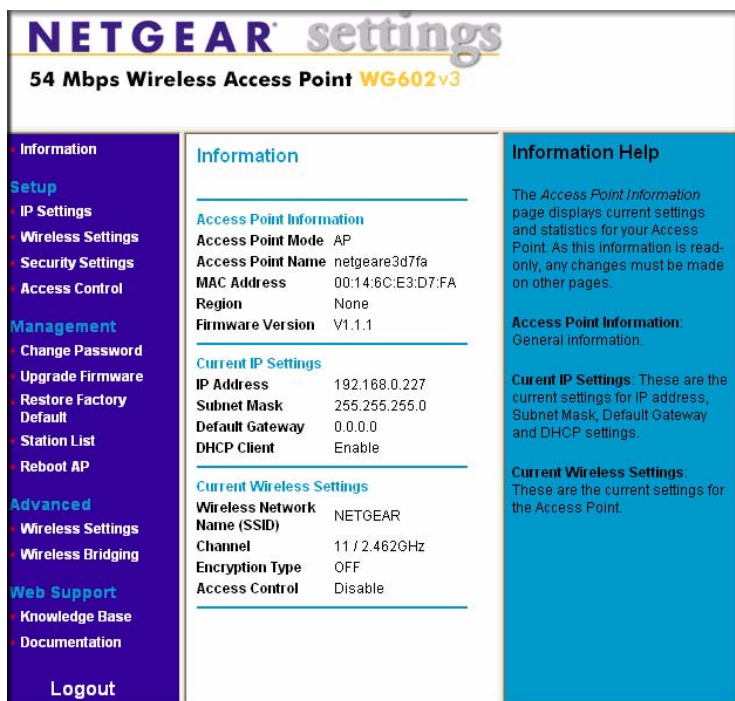 NETGEAR settings
54 Mbps Wireless Access Point WG602v3
Information
Setup
IP Settings
Wireless Settings
Security Settings
Access Control
Management
Change Password
Upgrade Firmware
Restore Factory
Default
Station List
Reboot AP
Advanced
Wireless Settings
Wireless Bridging
Web Support
Knowledge Base
Documentation
Logout
Information
Access Point Information
Access Point Mode AP
Access Point Name netgeare3d7fa
MAC Address 00:14:6C:E3:D7:FA
Region None
Firmware Version V1.1.1
Current IP Settings
IP Address 192.168.0.227
Subnet Mask 255.255.255.0
Default Gateway 0.0.0.0
DHCP Client Enable
Current Wireless Settings
Wireless Network
Name (SSID) NETGEAR
Channel 11 / 2.462GHz
Encryption Type OFF
Access Control Disable
Information Help
The Access Point Information
page displays current settings
and statistics for your Access
Point. As this information is read-
only, any changes must be made
on other pages.
Access Point Information:
General information.
Curent IP Settings: These are the
current settings for IP address,
Subnet Mask, Default Gateway
and DHCP settings.
Current Wireless Settings:
These are the current settings for
the Access Point.